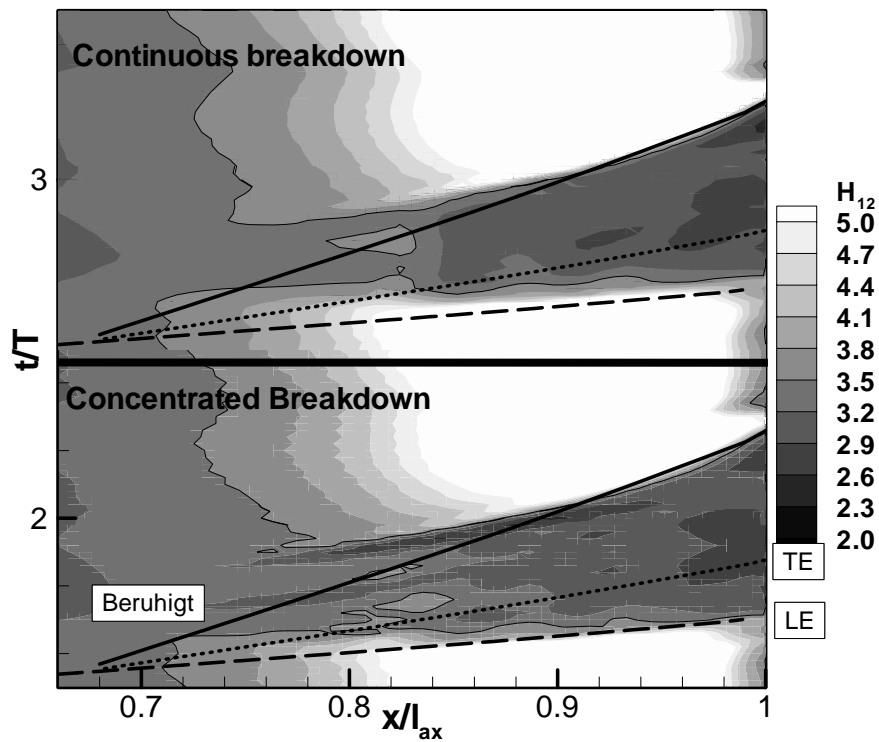 Continuous breakdown
3
t/T
Concentrated Breakdown
2
Beruhigt
0.7
0.8
0.9
1
x/l_ax
H_12
5.0
4.7
4.4
4.1
3.8
3.5
3.2
2.9
2.6
2.3
2.0
TE
LE